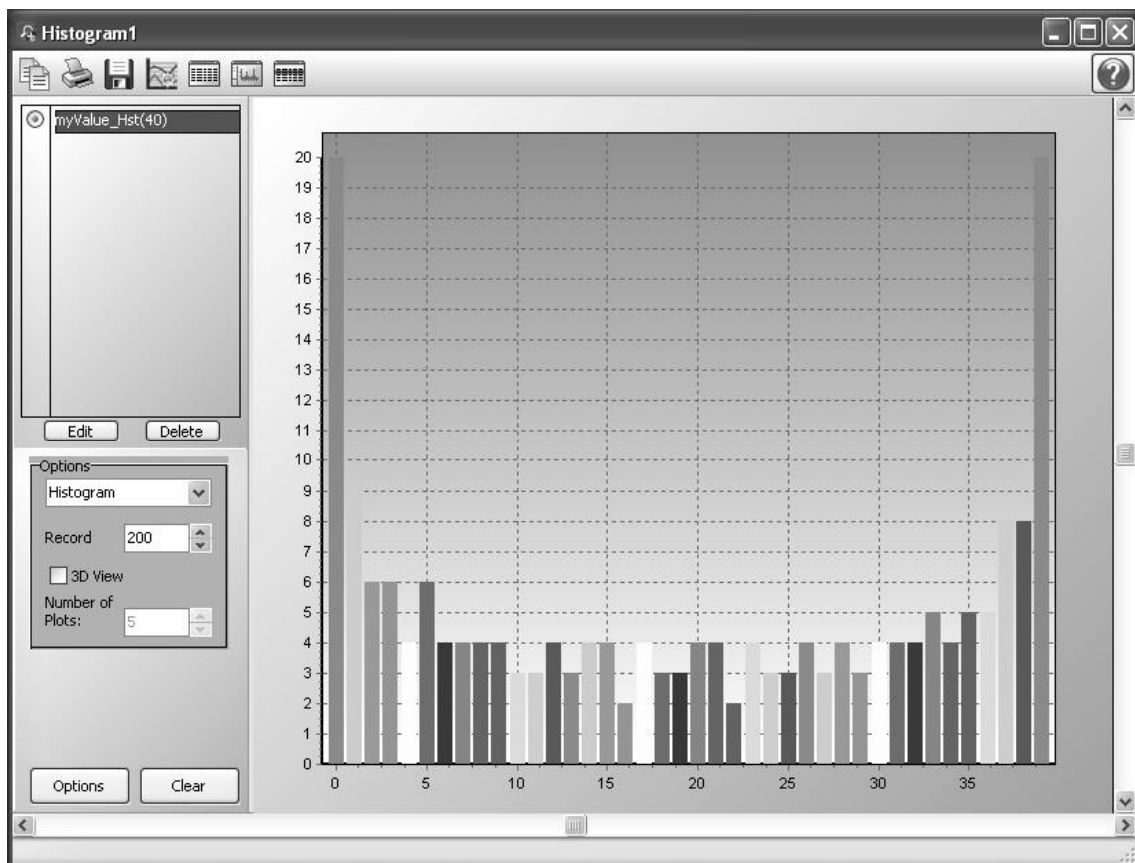 Histogram1
myValue_Hst(40)
Edit Delete
Options
Histogram
Record 200
3D View
Number of
Plots: 5
Options Clear
20
19
18
17
16
15
14
13
12
11
10
9
8
7
6
5
4
3
2
1
0
0 5 10 15 20 25 30 35